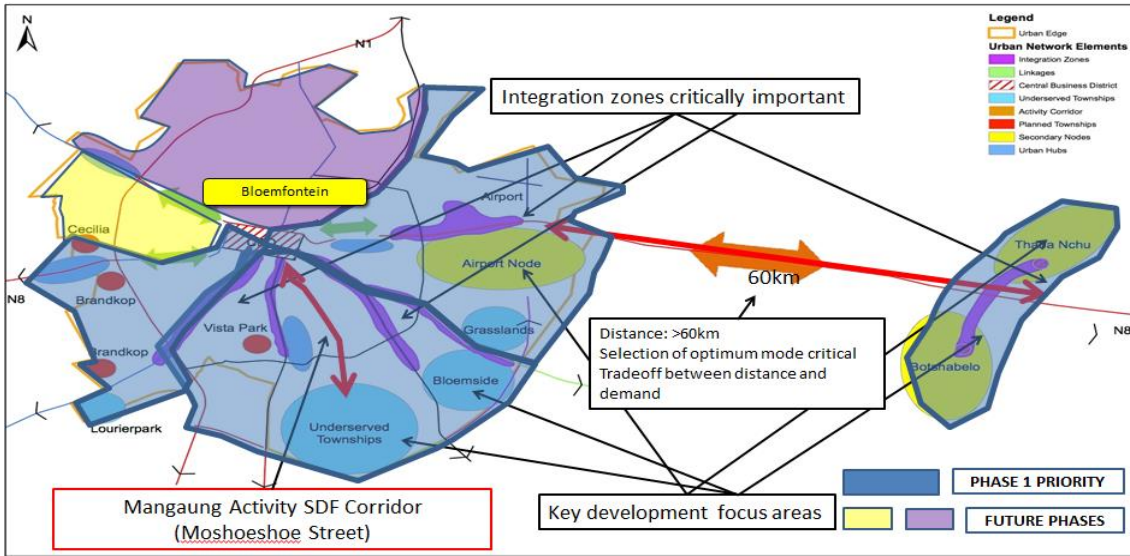 N
N1
Legend
Urban Edge
Urban Network Elements
Integration Zones
Linkages
Central Business District
Underserved Townships
Activity Corridor
Planned Townships
Secondary Nodes
Urban Hubs
Integration zones critically important
Bloemfontein
Airport
Cecilia
Thaba Nchu
Airport Node
60km
N8
Brandkop
Vista Park
Grasslands
Distance: >60km
Selection of optimum mode critical
Tradeoff between distance and
demand
N8
Brandkop
Bloemside
Botshabelo
Lourierpark
Underserved
Townships
PHASE 1 PRIORITY
Mangaung Activity SDF Corridor
(Moshoeshoe Street)
Key development focus areas
FUTURE PHASES